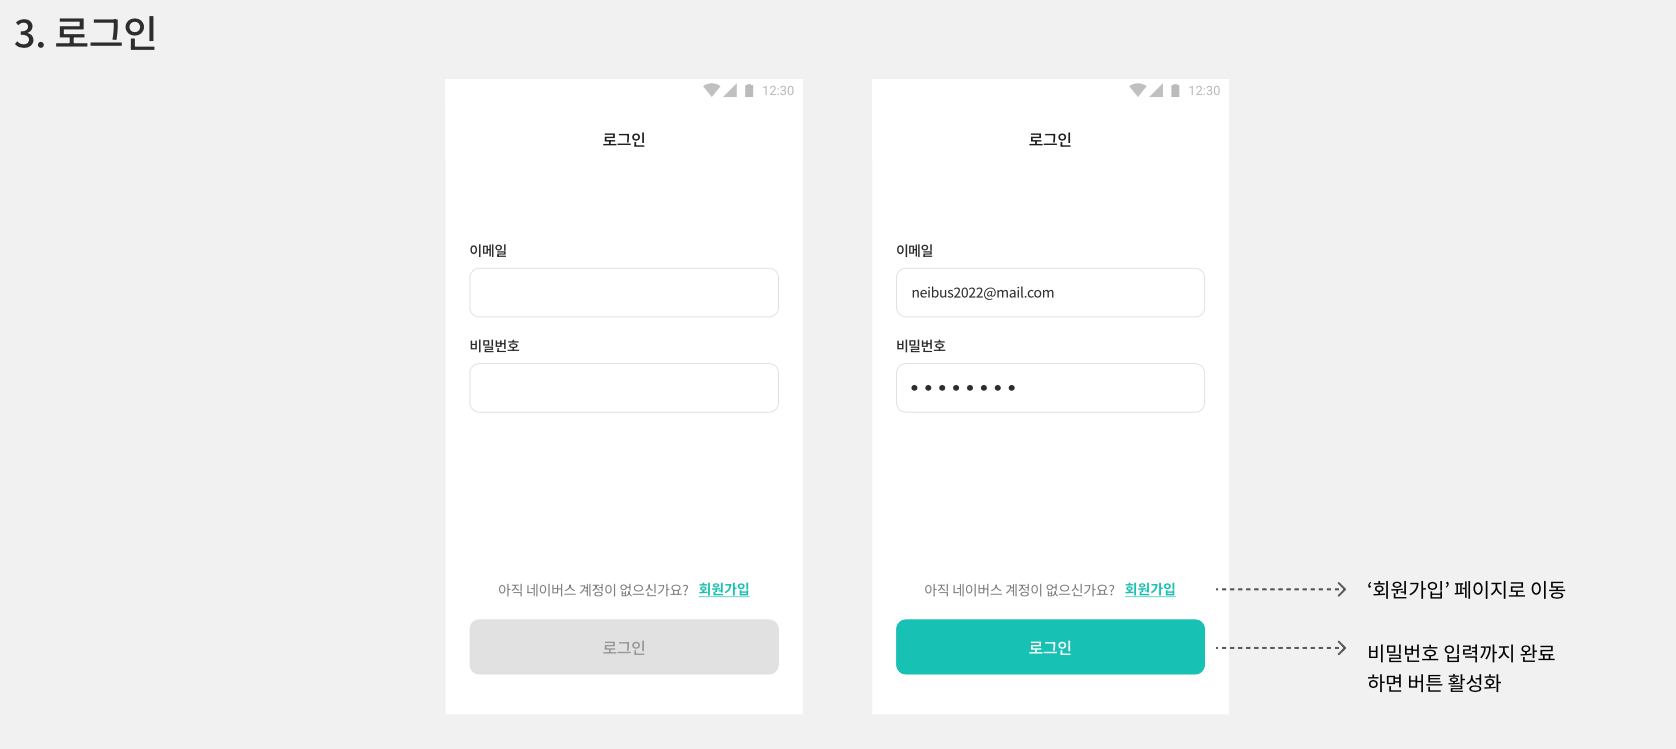 3. 로그인
12:30
로그인
이메일
비밀번호
아직 네이버스 계정이 없으신가요? 회원가입
로그인
12:30
로그인
이메일
neibus2022@mail.com
비밀번호
아직 네이버스 계정이 없으신가요? 회원가입
로그인
‘회원가입’ 페이지로 이동
비밀번호 입력까지 완료
하면 버튼 활성화